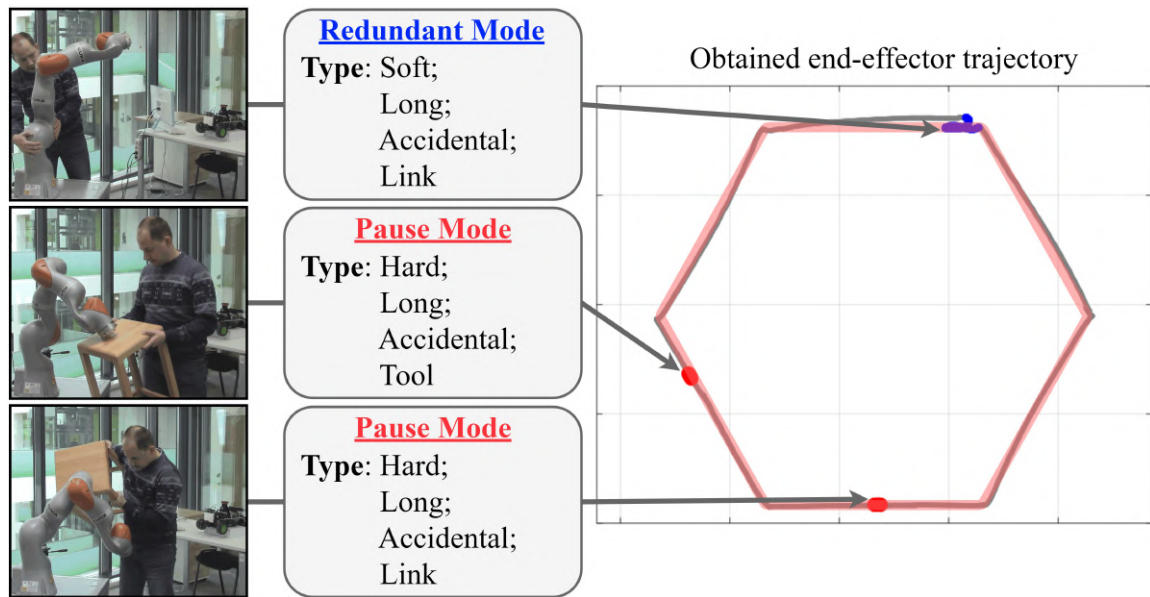 Redundant Mode
Type: Soft;
Long;
Accidental;
Link
Pause Mode
Type: Hard;
Long;
Accidental;
Tool
Pause Mode
Type: Hard;
Long;
Accidental;
Link
Obtained end-effector trajectory